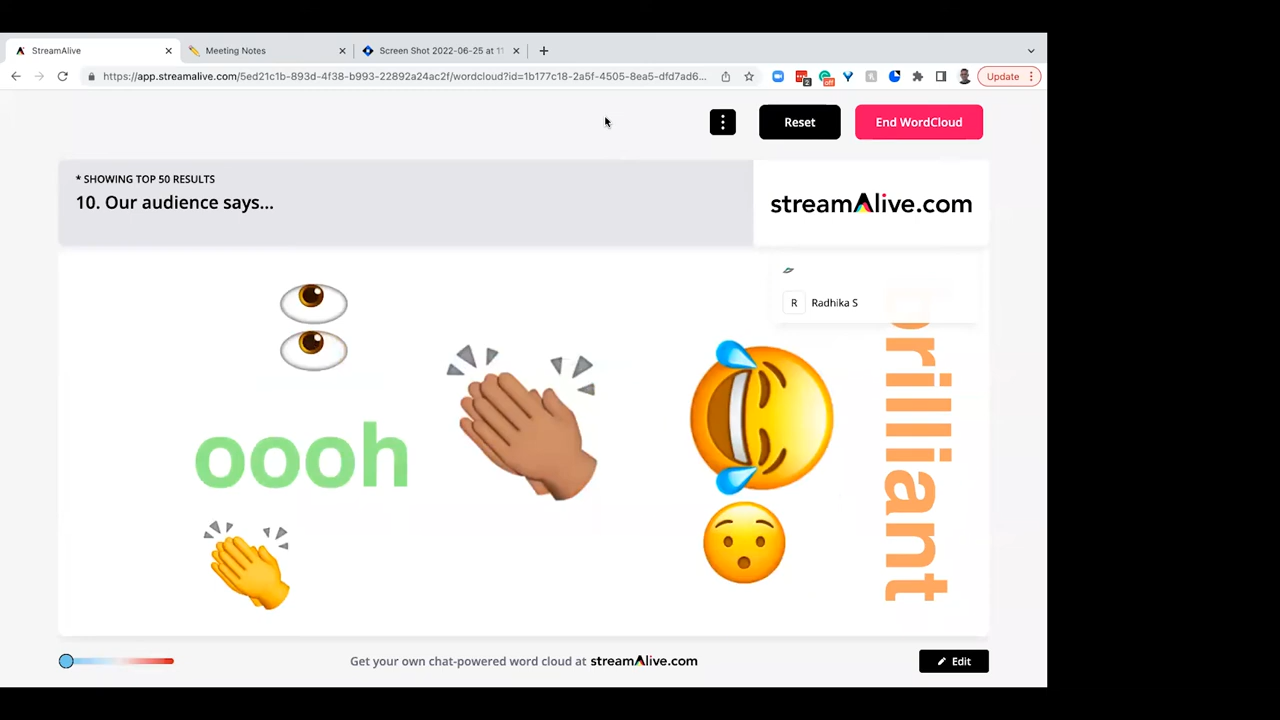 StreamAlive
Meeting Notes
Screen Shot 2022-06-25 at 11
https://app.streamalive.com/5ed21c1b-893d-4f38-b993-22892a24ac2f/wordcloud?id=1b177c18-2a5f-4505-8ea5-dfd7ad6...
2
off
Update
Reset
End WordCloud
* SHOWING TOP 50 RESULTS
10. Our audience says...
streamAlive.com
R
Radhika S
brilliant
oooh
Get your own chat-powered word cloud at streamAlive.com
Edit